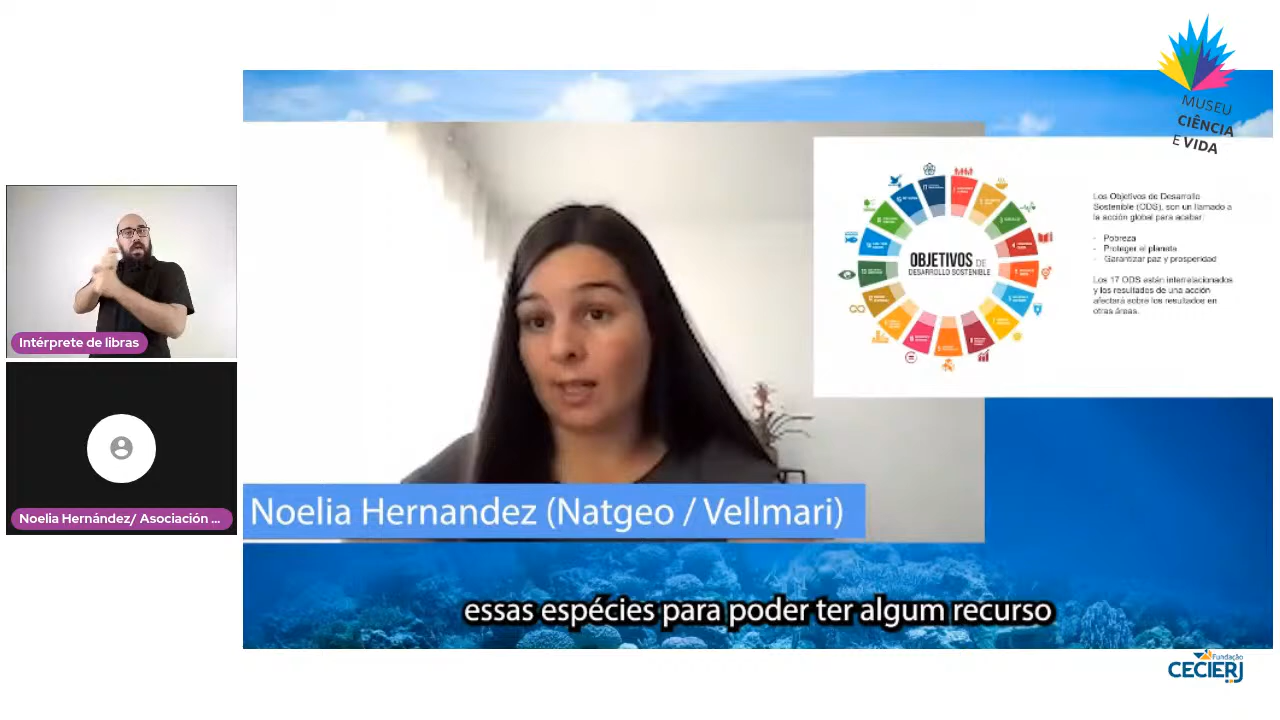 MUSEU
CIÊNCIA
E VIDA
OBJETIVOS DE
DESARROLLO SOSTENIBLE
Los Objetivos de Desarrollo
Sostenible (ODS), son un llamado a
la acción global para acabar:
- Pobreza
- Proteger el planeta
- Garantizar paz y prosperidad
Los 17 ODS están interrelacionados
y los resultados de una acción
afectará sobre los resultados en
otras áreas.
Intérprete de libras
Noelia Hernández/ Asociación ...
Noelia Hernandez (Natgeo / Vellmari)
essas espécies para poder ter algum recurso
Fundação
CECIERJ